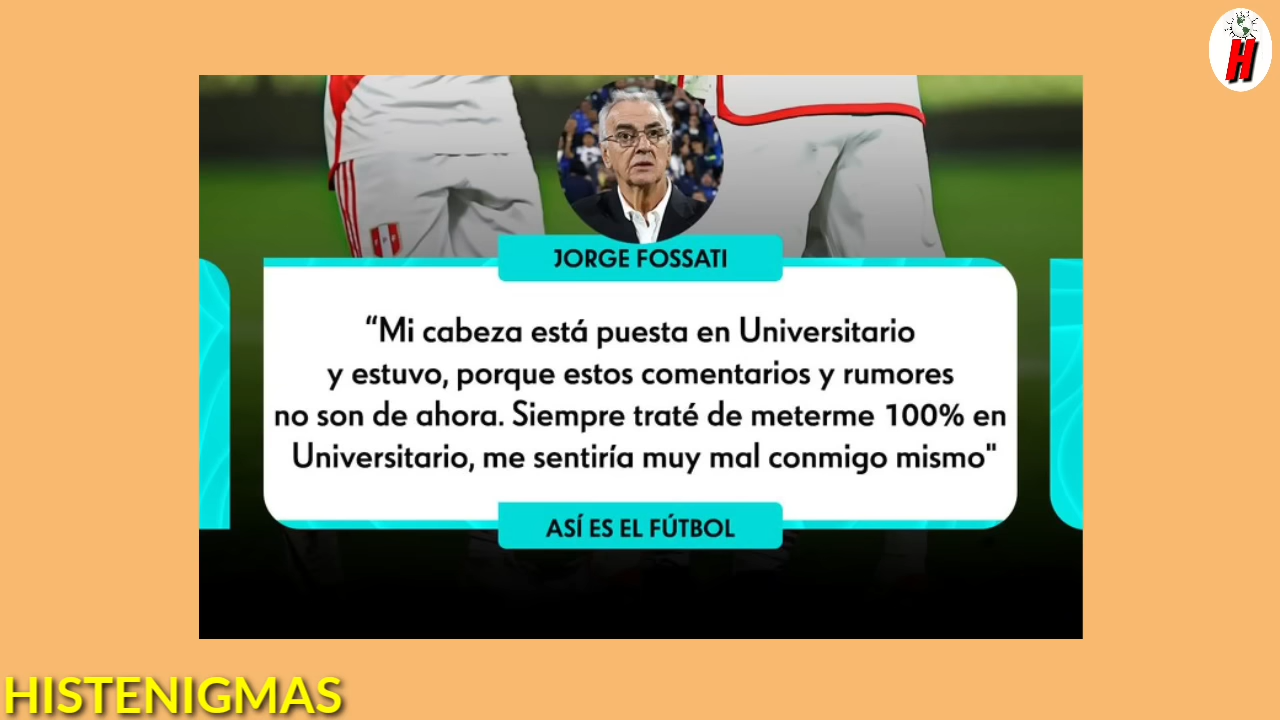 H
JORGE FOSSATI
“Mi cabeza está puesta en Universitario
y estuvo, porque estos comentarios y rumores
no son de ahora. Siempre traté de meterme 100% en
Universitario, me sentiría muy mal conmigo mismo"
ASÍ ES EL FÚTBOL
HISTENIGMAS